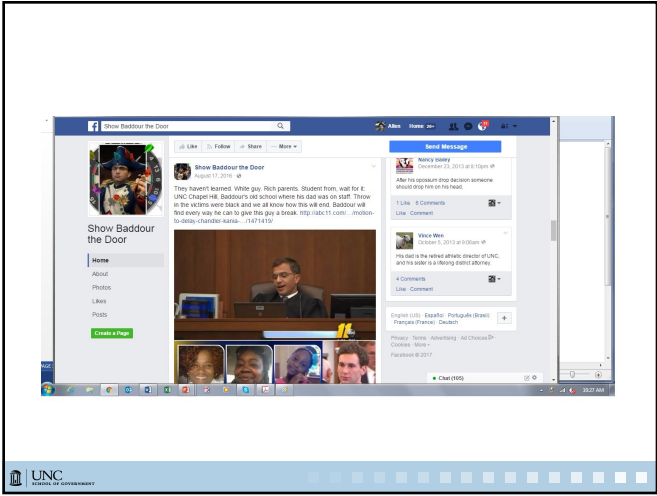 Show Baddour the Door
Allen
Home 20+
Like
Follow
Share
More
Send Message
Show Baddour the Door
Home
About
Photos
Likes
Posts
Create a Page
Show Baddour the Door
August 17, 2016
They haven't learned. White guy. Rich parents. Student from, wait for it:
UNC Chapel Hill, Baddour's old school where his dad was on staff. Throw
in the victims were black and we all know how this will end. Baddour will
find every way he can to give this guy a break. http://abc11.com/.../motion-
to-delay-chandler-kania-.../1471419/
11
Nancy Bailey
December 23, 2013 at 8:10pm
After his opossum drop decision someone
should drop him on his head.
1 Like · 6 Comments
Like · Comment
Vince Wen
October 5, 2013 at 9:06am
His dad is the retired athletic director of UNC,
and his sister is a lifelong district attorney.
4 Comments
Like · Comment
English (US) · Español · Português (Brasil) ·
Français (France) · Deutsch
Privacy · Terms · Advertising · Ad Choices
Cookies · More
Facebook © 2017
Chat (105)
10:27 AM
UNC
SCHOOL OF GOVERNMENT